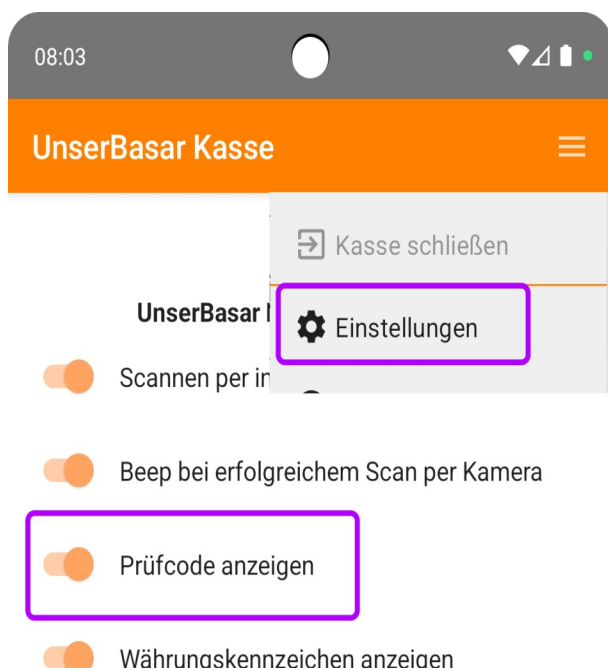 08:03
UnserBasar Kasse
Kasse schließen
UnserBasar
Einstellungen
Scannen per
Beep bei erfolgreichem Scan per Kamera
Prüfcode anzeigen
Währungskennzeichen anzeigen